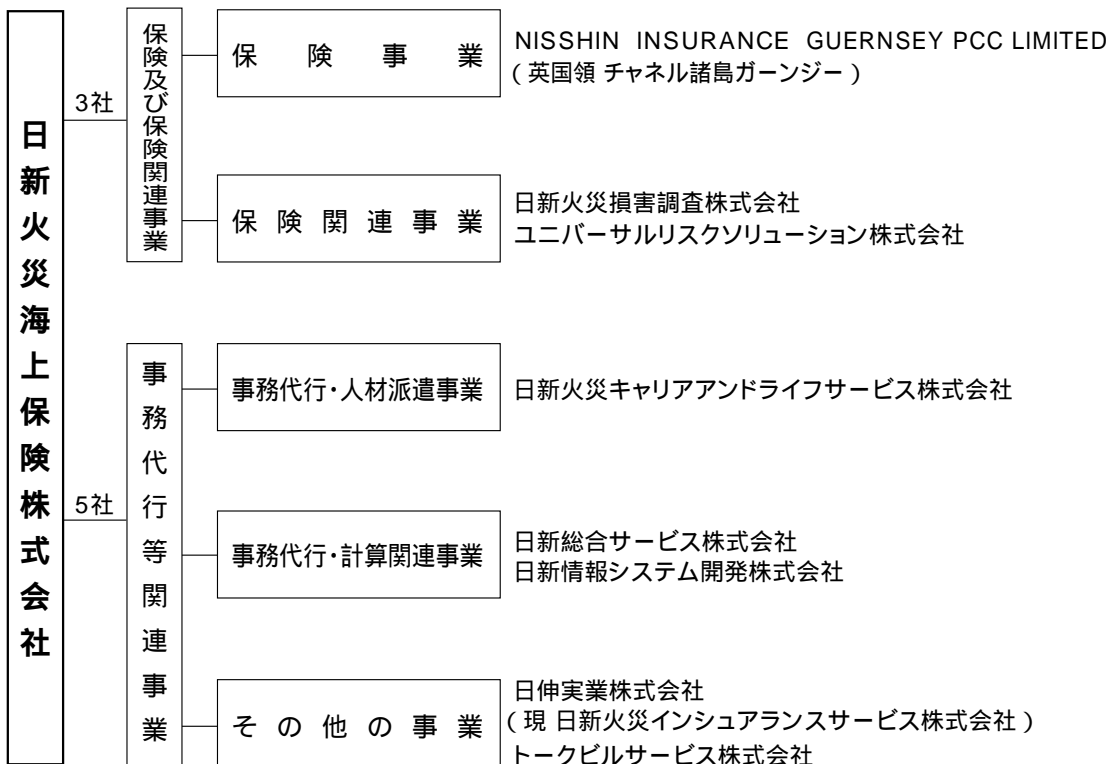 日新火災海上保険株式会社
3社
保険及び保険関連事業
保険事業
NISSHIN INSURANCE GUERNSEY PCC LIMITED
(英国領 チャネル諸島ガーンジー)
保険関連事業
日新火災損害調査株式会社
ユニバーサルリスクソリューション株式会社
5社
事務代行等関連事業
事務代行・人材派遣事業
日新火災キャリアアンドライフサービス株式会社
事務代行・計算関連事業
日新総合サービス株式会社
日新情報システム開発株式会社
その他の事業
日伸実業株式会社
(現 日新火災インシュアランスサービス株式会社)
トークビルサービス株式会社